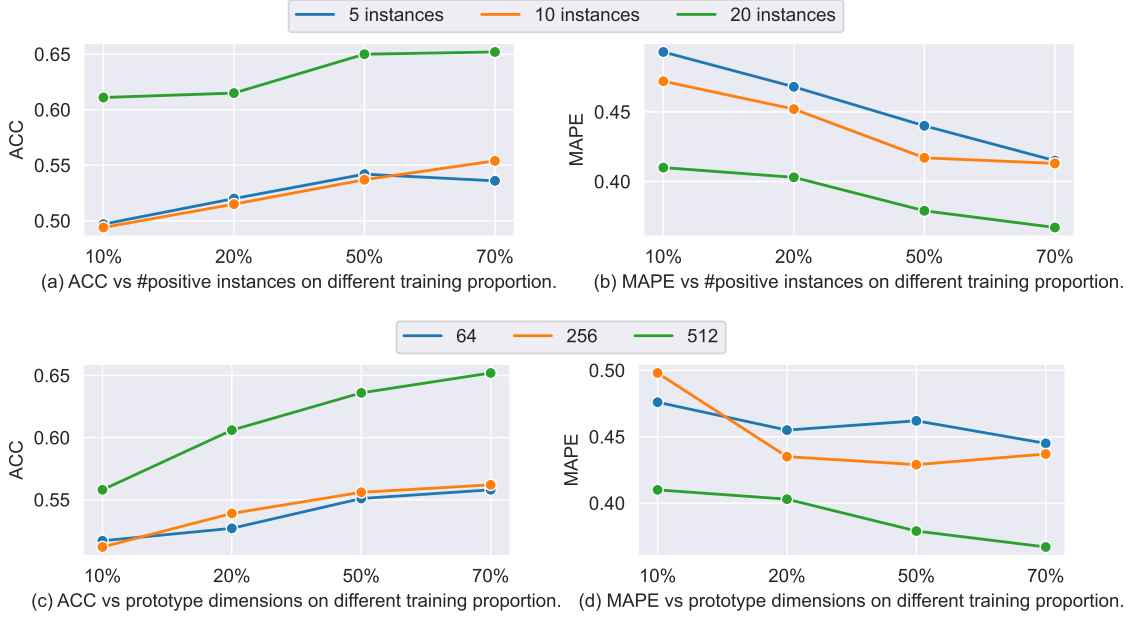 5 instances 10 instances 20 instances
0.65
0.60
0.55
0.50
ACC
10% 20% 50% 70%
(a) ACC vs #positive instances on different training proportion.
0.45
0.40
MAPE
10% 20% 50% 70%
(b) MAPE vs #positive instances on different training proportion.
64 256 512
0.65
0.60
0.55
ACC
10% 20% 50% 70%
(c) ACC vs prototype dimensions on different training proportion.
0.50
0.45
0.40
MAPE
10% 20% 50% 70%
(d) MAPE vs prototype dimensions on different training proportion.